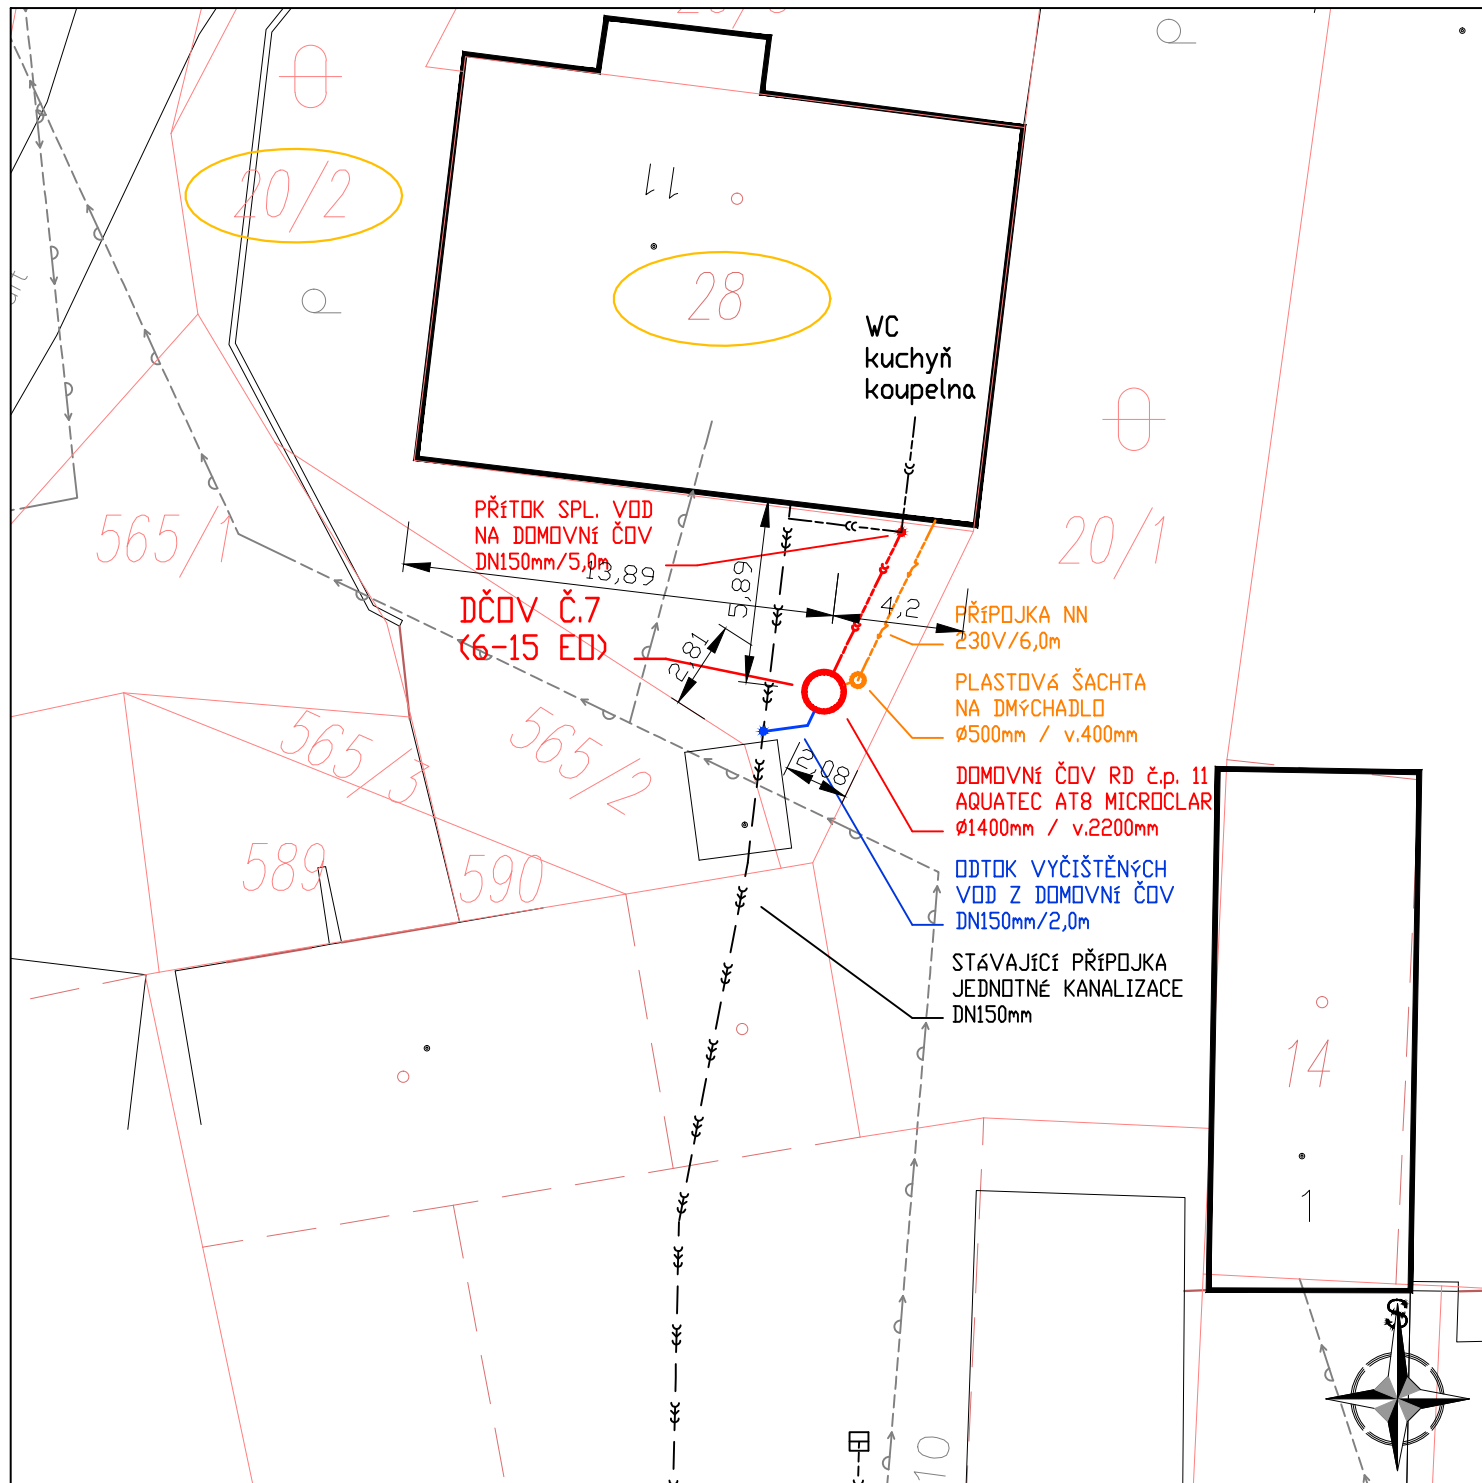 20/2
11
28
WC
kuchyň
koupelna
20/1
565/1
PŘÍTOK SPL. VOD
NA DOMOVNÍ ČOV
DN150mm/5,0m
13,89
5,89
4,2
2,81
2,08
DČOV Č.7
(6-15 EO)
PŘÍPOJKA NN
230V/6,0m
PLASTOVÁ ŠACHTA
NA DMÝCHADLO
Ø500mm / v.400mm
DOMOVNÍ ČOV RD č.p. 11
AQUATEC AT8 MICROCLAR
Ø1400mm / v.2200mm
ODTOK VYČIŠTĚNÝCH
VOD Z DOMOVNÍ ČOV
DN150mm/2,0m
STÁVAJÍCÍ PŘÍPOJKA
JEDNOTNÉ KANALIZACE
DN150mm
565/3
565/2
589
590
14
1
S
10